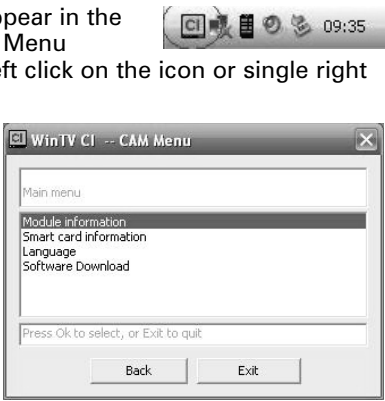 ppear in the
Menu
CI 09:35
eft click on the icon or single right
CI WinTV CI -- CAM Menu
Main menu
Module information
Smart card information
Language
Software Download
Press Ok to select, or Exit to quit
Back Exit